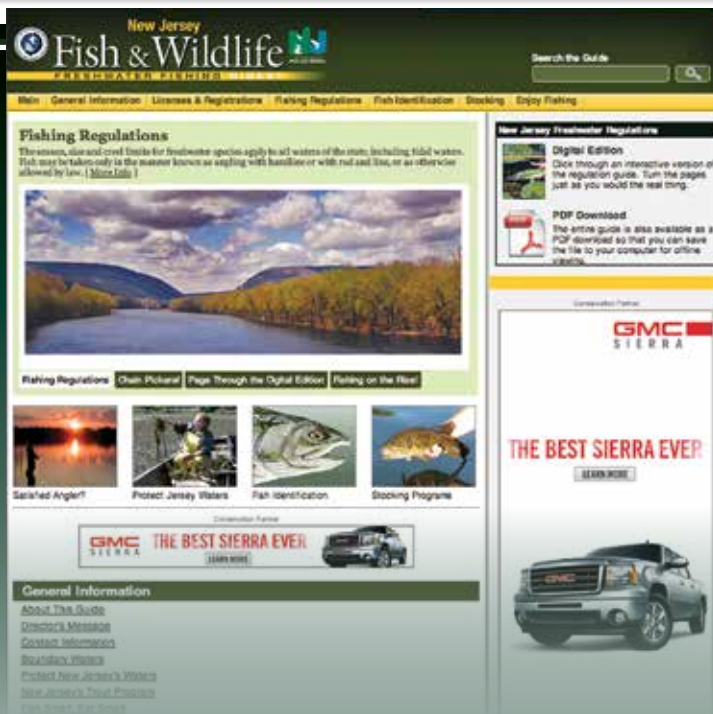 New Jersey
Fish & Wildlife
FRESHWATER FISHING DIGEST
Search the Guide
Main General Information Licenses & Registrations Fishing Regulations Fish Identification Stocking Enjoy Fishing
Fishing Regulations
The season, size and creel limits for freshwater species apply to all waters of the state, including tidal waters.
Fish may be taken only in the manner known as angling with handline or with rod and line, or as otherwise
allowed by law. [ More Info ]
Fishing Regulations Chain Pickerel Page Through the Digital Edition Fishing on the Rise!
Satisfied Angler? Protect Jersey Waters Fish Identification Stocking Programs
Conservation Partner
GMC
SIERRA
THE BEST SIERRA EVER
LEARN MORE
General Information
About This Guide
Director's Message
Contact Information
Boundary Waters
Protect New Jersey's Waters
New Jersey's Trout Program
Fish Smart, Eat Smart
New Jersey Freshwater Regulations
Digital Edition
Click through an interactive version of
the regulation guide. Turn the pages
just as you would the real thing.
PDF Download
The entire guide is also available as a
PDF download so that you can save
the file to your computer for offline
viewing.
Conservation Partner
GMC
SIERRA
THE BEST SIERRA EVER
LEARN MORE
GMC